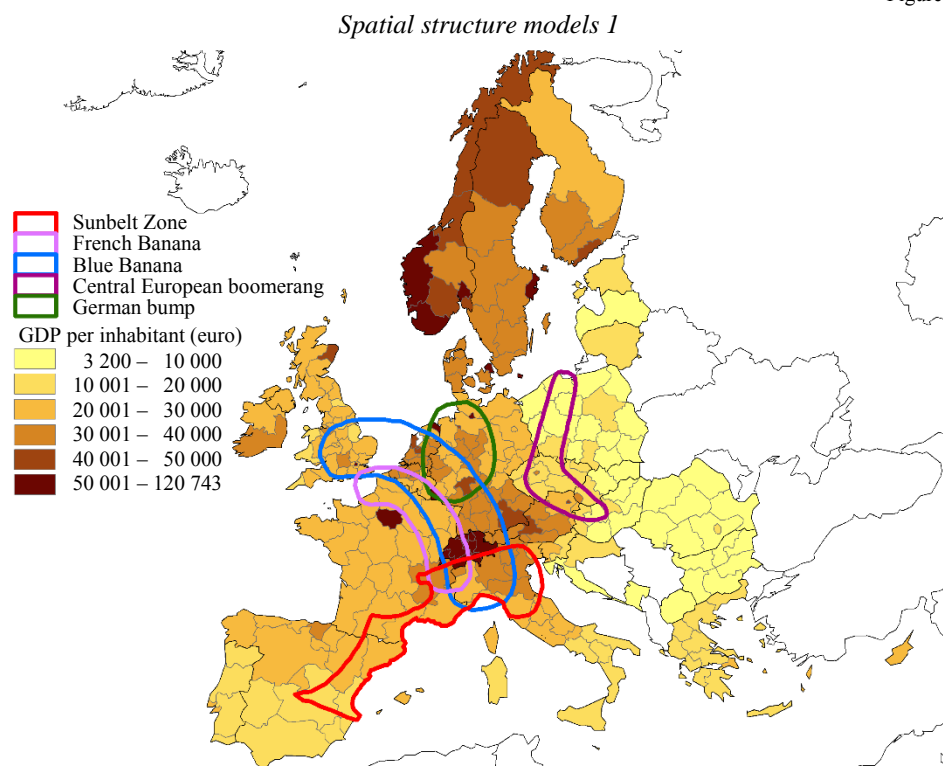 Figure
Spatial structure models 1
Sunbelt Zone
French Banana
Blue Banana
Central European boomerang
German bump
GDP per inhabitant (euro)
3 200 – 10 000
10 001 – 20 000
20 001 – 30 000
30 001 – 40 000
40 001 – 50 000
50 001 – 120 743